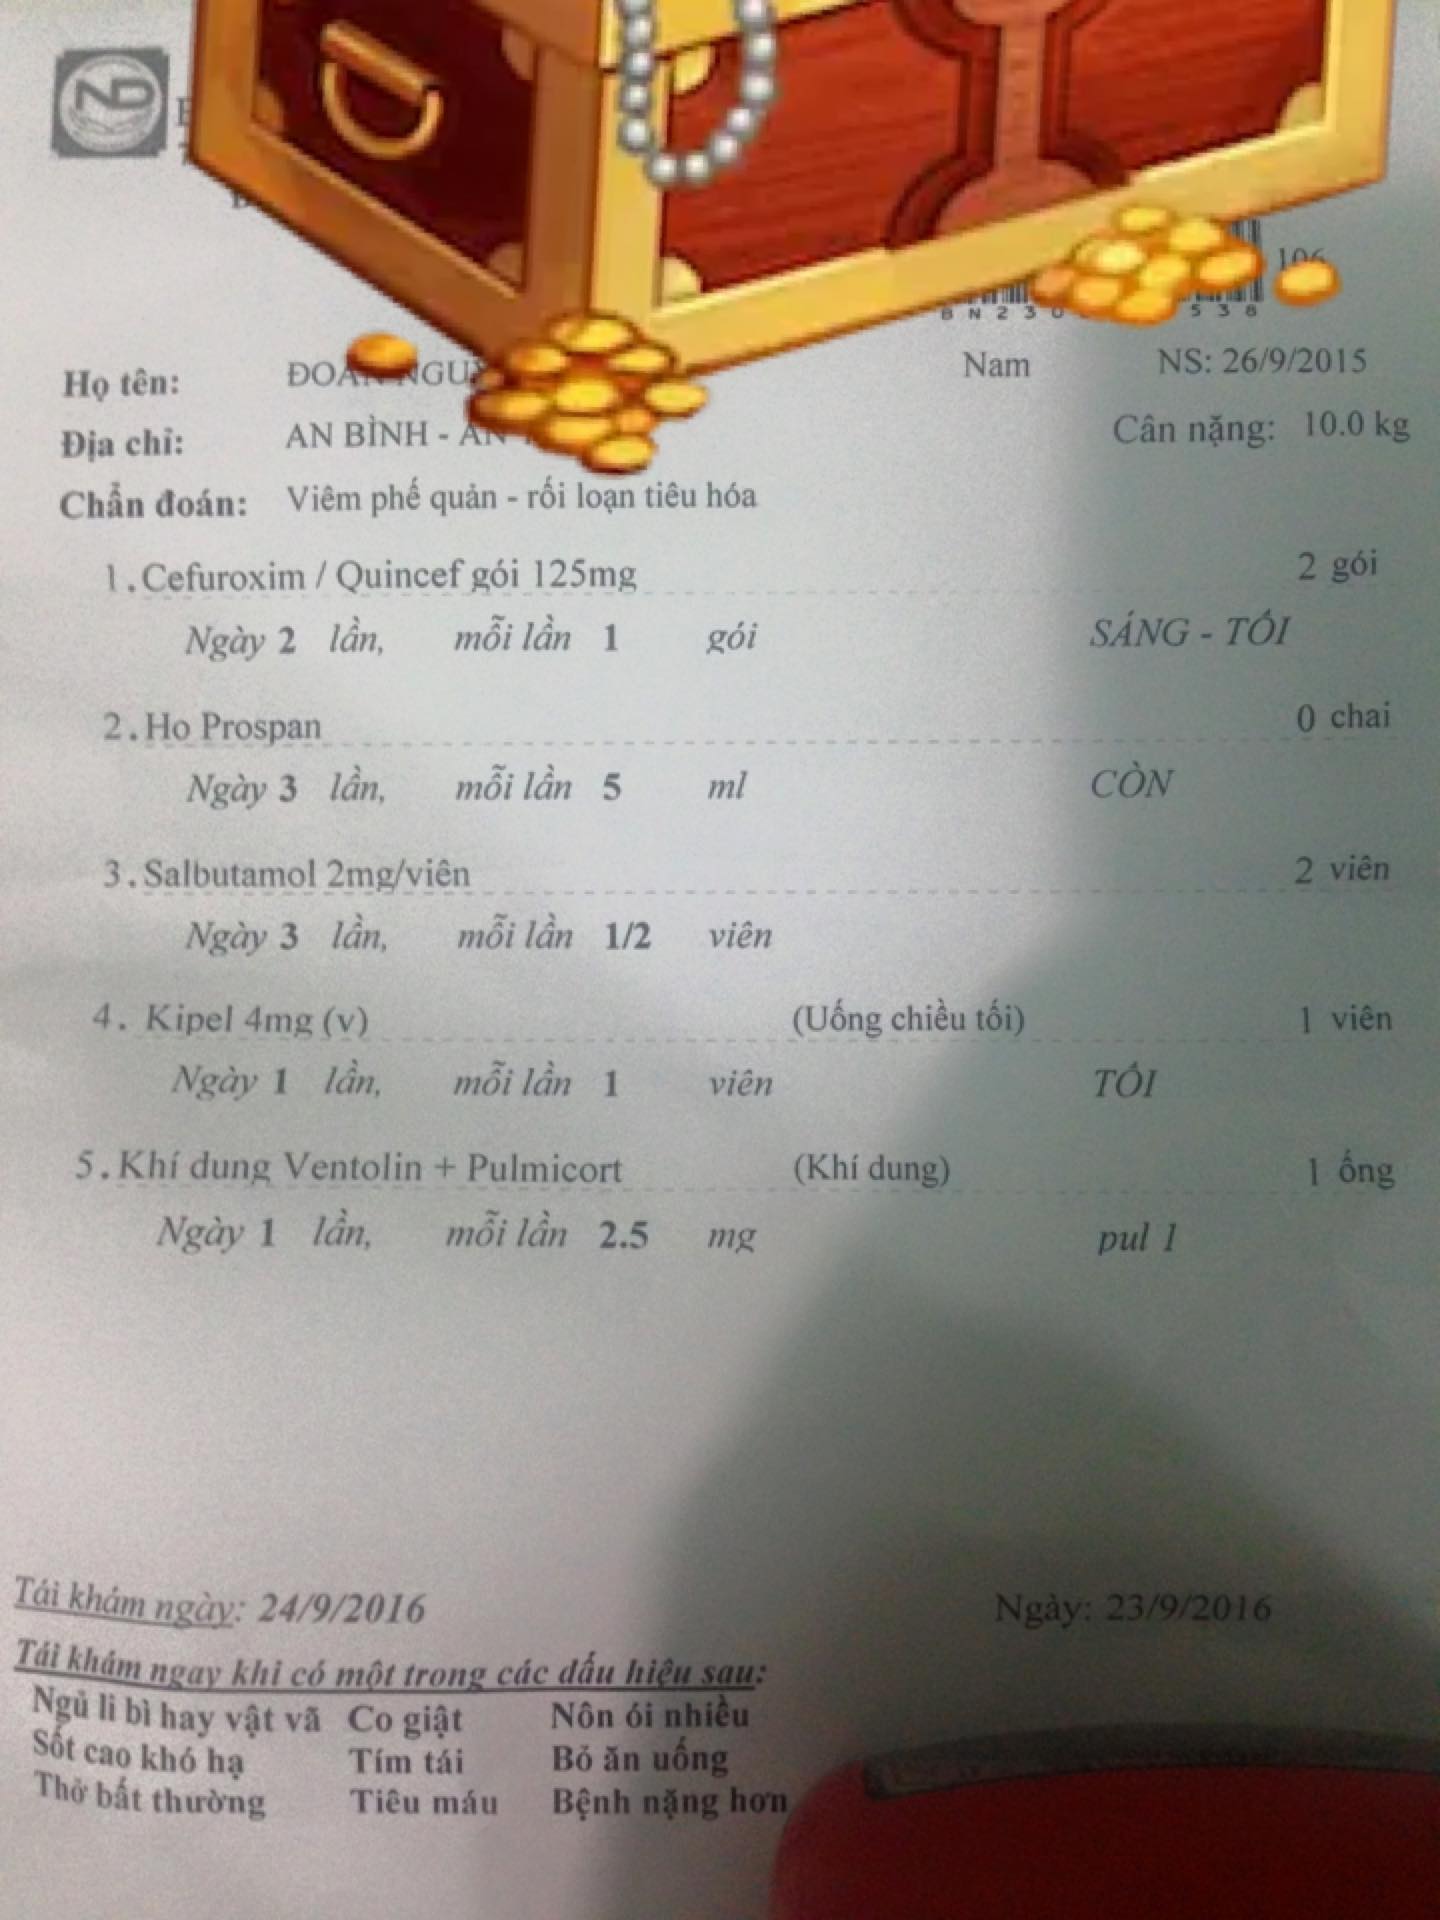 ND
106
Nam NS: 26/9/2015
Họ tên: ĐOÀN
Địa chỉ: AN BÌNH - AN Cân nặng: 10.0 kg
Chẩn đoán: Viêm phế quản - rối loạn tiêu hóa
1. Cefuroxim / Quincef gói 125mg 2 gói
Ngày 2 lần, mỗi lần 1 gói SÁNG - TỐI
2. Ho Prospan 0 chai
Ngày 3 lần, mỗi lần 5 ml CÒN
3. Salbutamol 2mg/viên 2 viên
Ngày 3 lần, mỗi lần 1/2 viên
4. Kipel 4mg (v) (Uống chiều tối) 1 viên
Ngày 1 lần, mỗi lần 1 viên TỐI
5. Khí dung Ventolin + Pulmicort (Khí dung) 1 ống
Ngày 1 lần, mỗi lần 2.5 mg pul 1
Tái khám ngày: 24/9/2016 Ngày: 23/9/2016
Tái khám ngay khi có một trong các dấu hiệu sau:
Ngủ li bì hay vật vã Co giật Nôn ói nhiều
Sốt cao khó hạ Tím tái Bỏ ăn uống
Thở bất thường Tiêu máu Bệnh nặng hơn